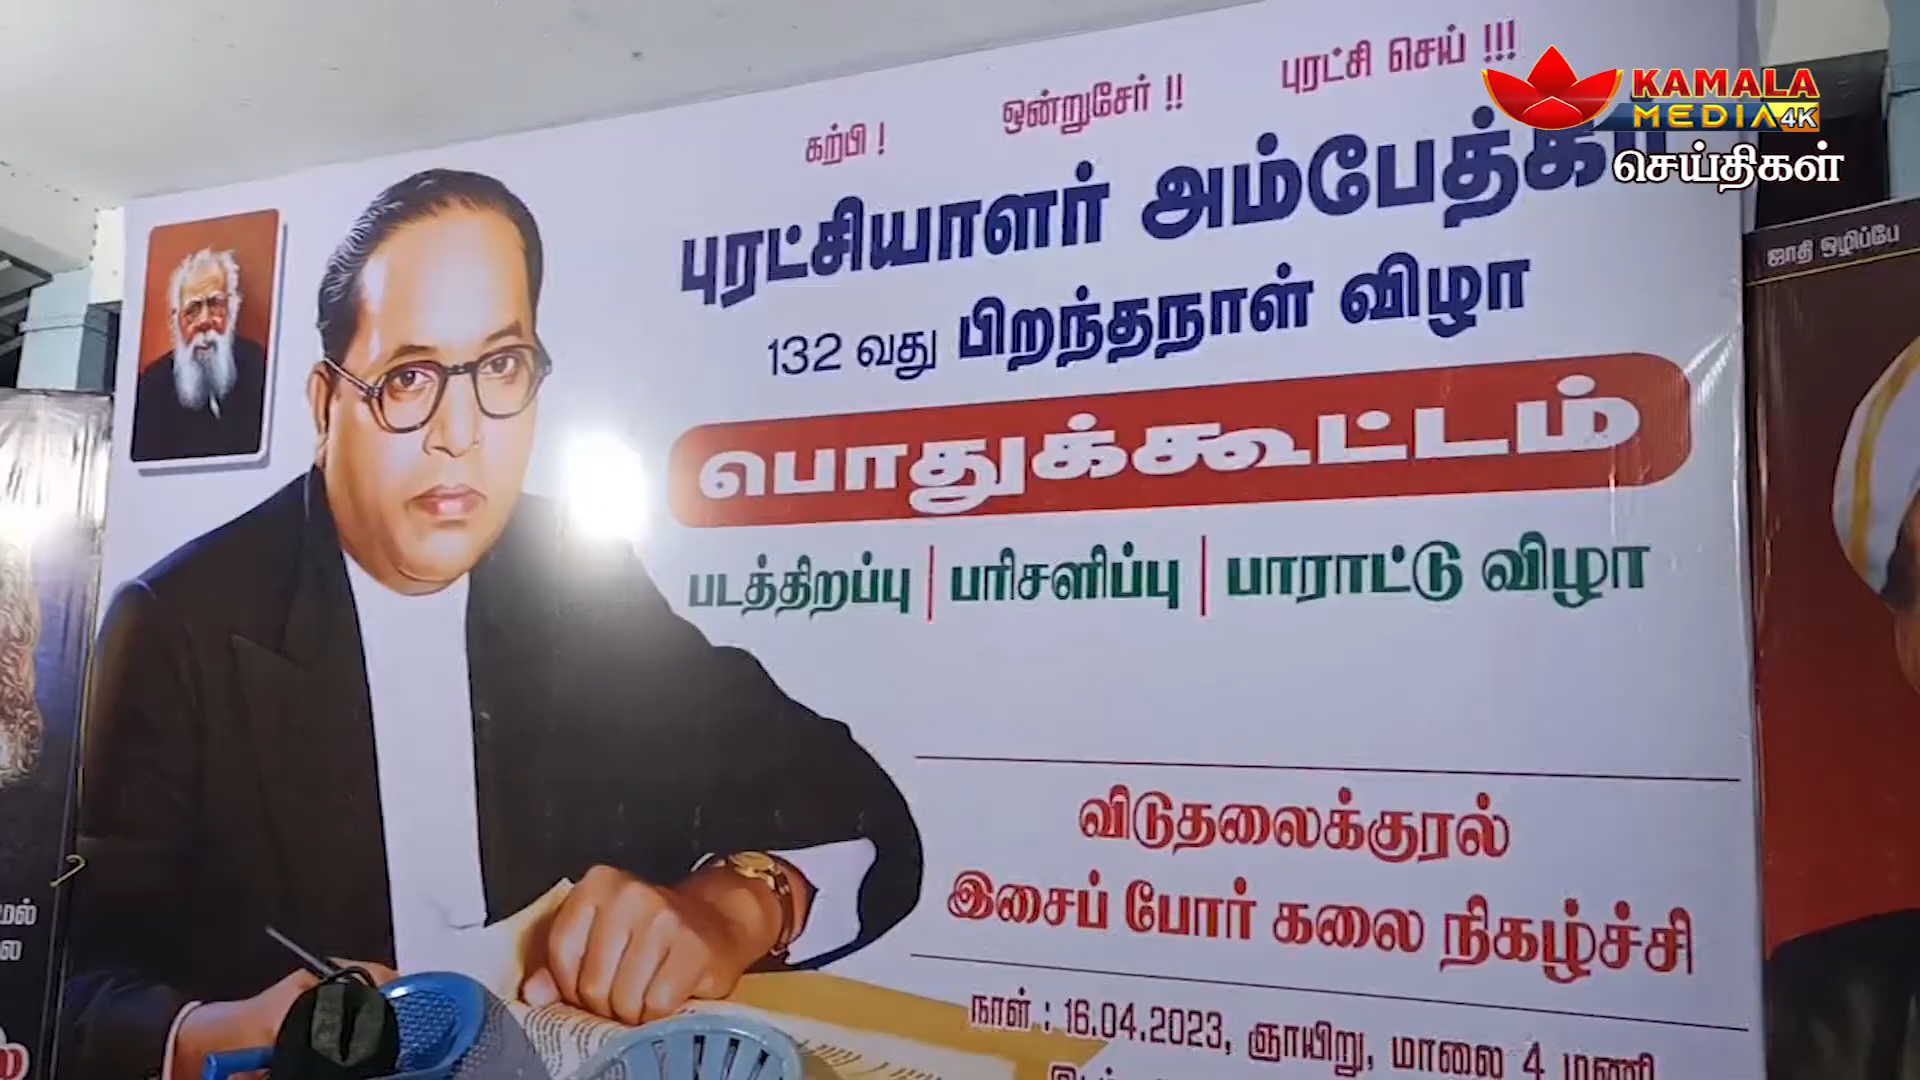 KAMALA
MEDIA 4K
செய்திகள்
கற்பி ! ஒன்றுசேர் !! புரட்சி செய் !!!
புரட்சியாளர் அம்பேத்கர்
132 வது பிறந்தநாள் விழா
பொதுக்கூட்டம்
படத்திறப்பு | பரிசளிப்பு | பாராட்டு விழா
விடுதலைக்குரல்
இசைப் போர் கலை நிகழ்ச்சி
நாள் : 16.04.2023, ஞாயிறு, மாலை 4 மணி
ஜாதி ஒழிப்பே